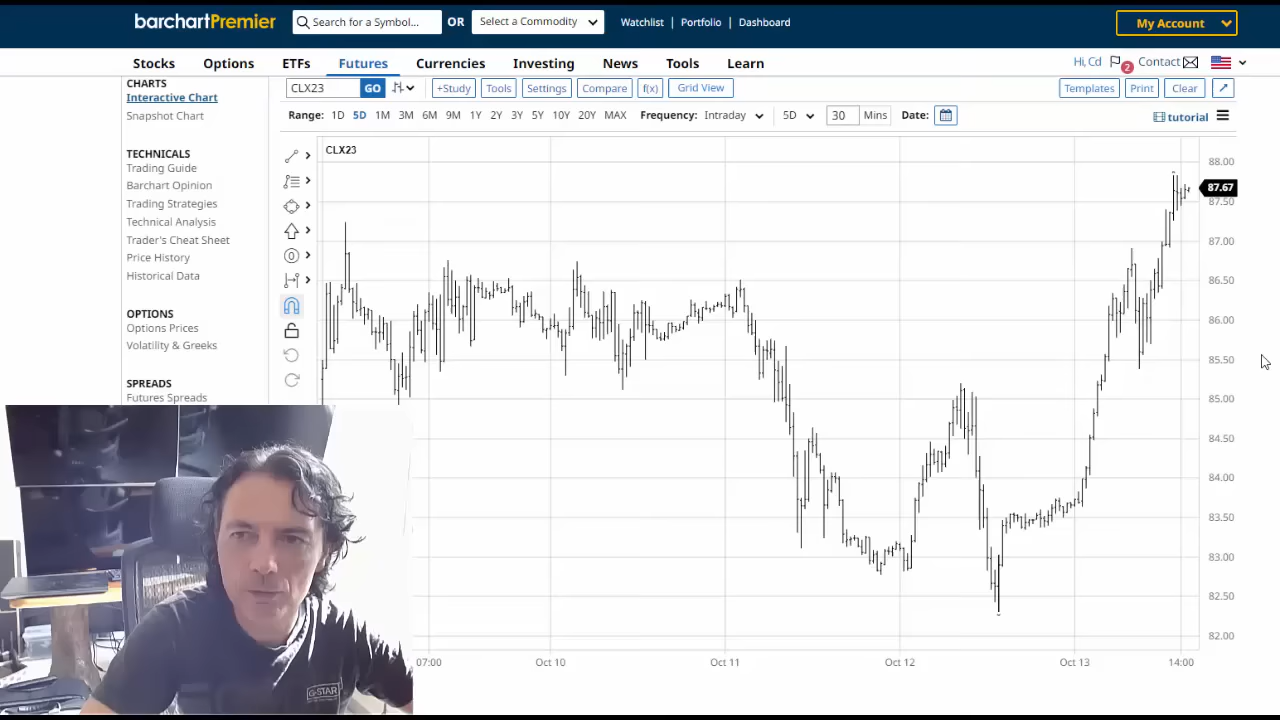 barchartPremier
Search for a Symbol...
OR
Select a Commodity
Watchlist | Portfolio | Dashboard
My Account
Stocks Options ETFs Futures Currencies Investing News Tools Learn
Hi, Cd 2 Contact
CHARTS
Interactive Chart
Snapshot Chart
TECHNICALS
Trading Guide
Barchart Opinion
Trading Strategies
Technical Analysis
Trader's Cheat Sheet
Price History
Historical Data
OPTIONS
Options Prices
Volatility & Greeks
SPREADS
Futures Spreads
CLX23 GO +Study Tools Settings Compare f(x) Grid View Templates Print Clear
Range: 1D 5D 1M 3M 6M 9M 1Y 2Y 3Y 5Y 10Y 20Y MAX Frequency: Intraday 5D 30 Mins Date: tutorial
CLX23
88.00
87.67
87.50
87.00
86.50
86.00
85.50
85.00
84.50
84.00
83.50
83.00
82.50
82.00
07:00 Oct 10 Oct 11 Oct 12 Oct 13 14:00
G-STAR